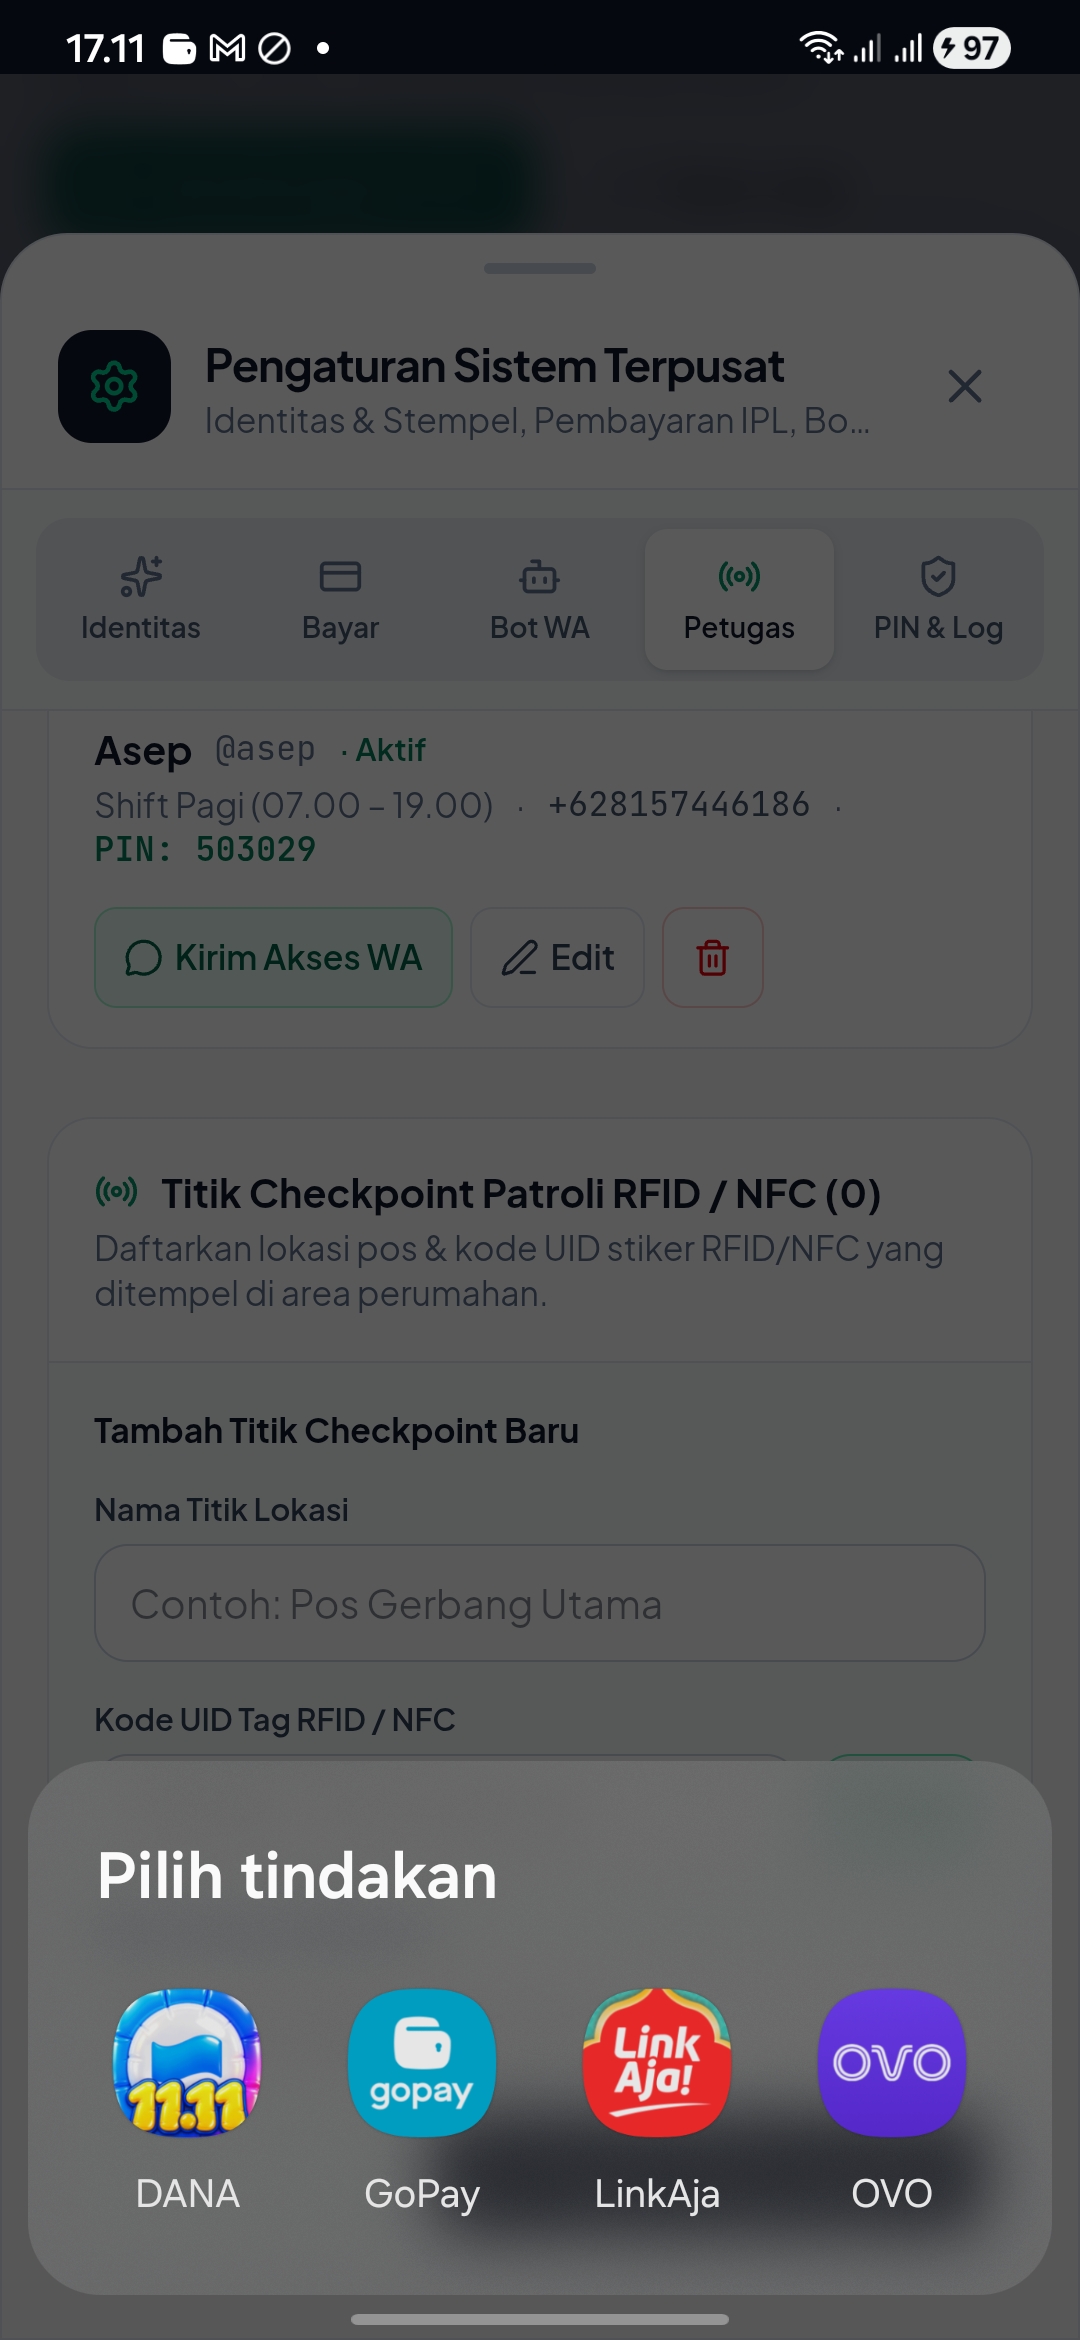 17.11
97
Pengaturan Sistem Terpusat
Identitas & Stempel, Pembayaran IPL, Bo...
Identitas
Bayar
Bot WA
Petugas
PIN & Log
Asep @asep · Aktif
Shift Pagi (07.00 – 19.00) · +628157446186 ·
PIN: 503029
Kirim Akses WA
Edit
Titik Checkpoint Patroli RFID / NFC (0)
Daftarkan lokasi pos & kode UID stiker RFID/NFC yang
ditempel di area perumahan.
Tambah Titik Checkpoint Baru
Nama Titik Lokasi
Contoh: Pos Gerbang Utama
Kode UID Tag RFID / NFC
Pilih tindakan
11.11
gopay
Link
Aja!
OVO
DANA
GoPay
LinkAja
OVO